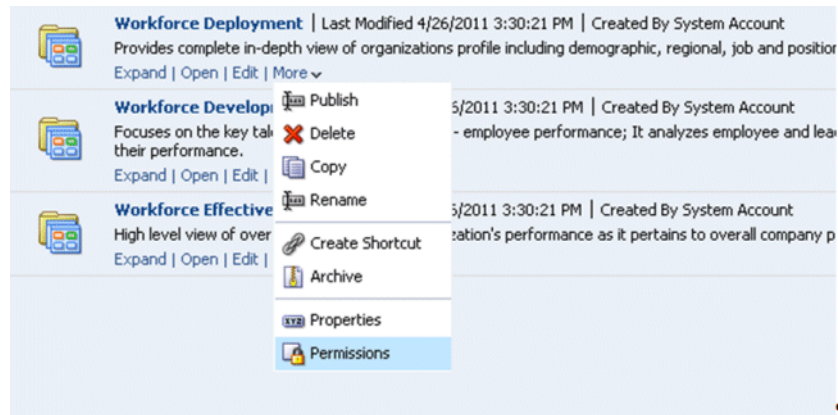 Workforce Deployment | Last Modified 4/26/2011 3:30:21 PM | Created By System Account
Provides complete in-depth view of organizations profile including demographic, regional, job and position
Expand | Open | Edit | More
Publish
Delete
Copy
Rename
Create Shortcut
Archive
Properties
Permissions
Workforce Develop 6/2011 3:30:21 PM | Created By System Account
Focuses on the key tal - employee performance; It analyzes employee and lea
their performance.
Expand | Open | Edit |
Workforce Effective 6/2011 3:30:21 PM | Created By System Account
High level view of over zation's performance as it pertains to overall company p
Expand | Open | Edit |